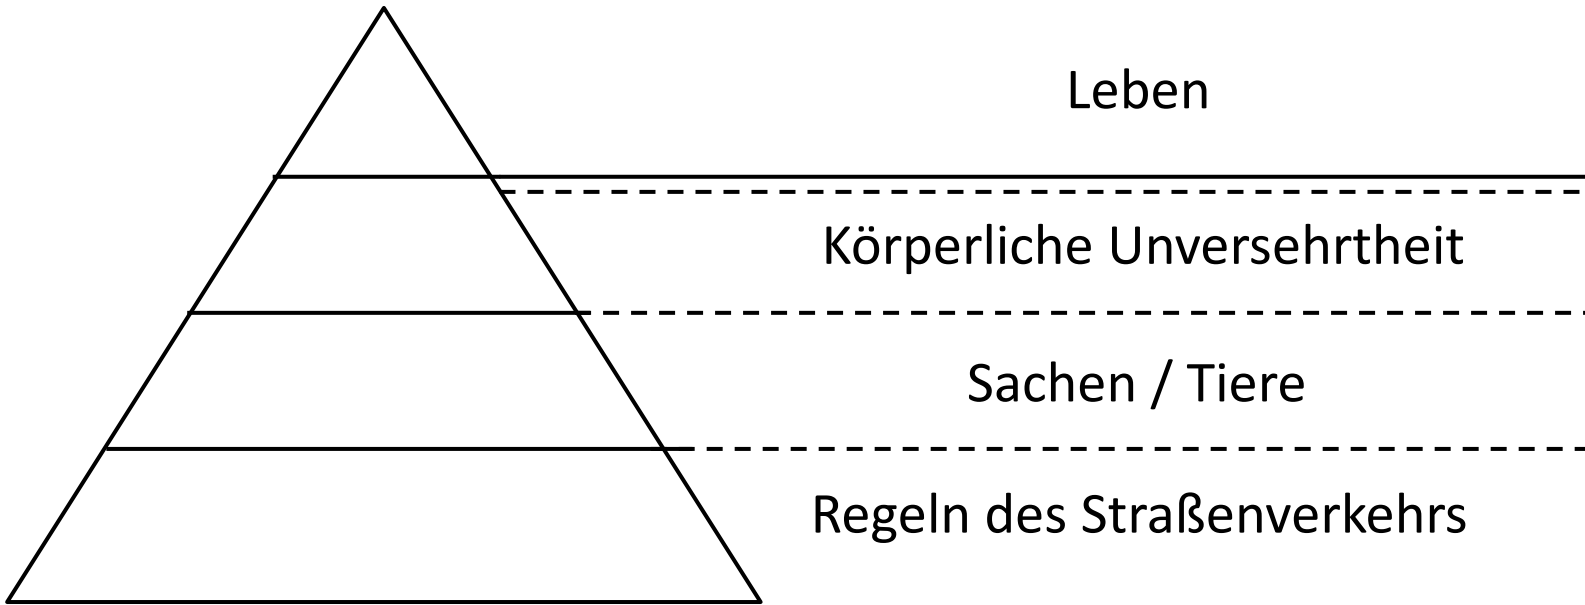 Leben
Körperliche Unversehrtheit
Sachen / Tiere
Regeln des Straßenverkehrs